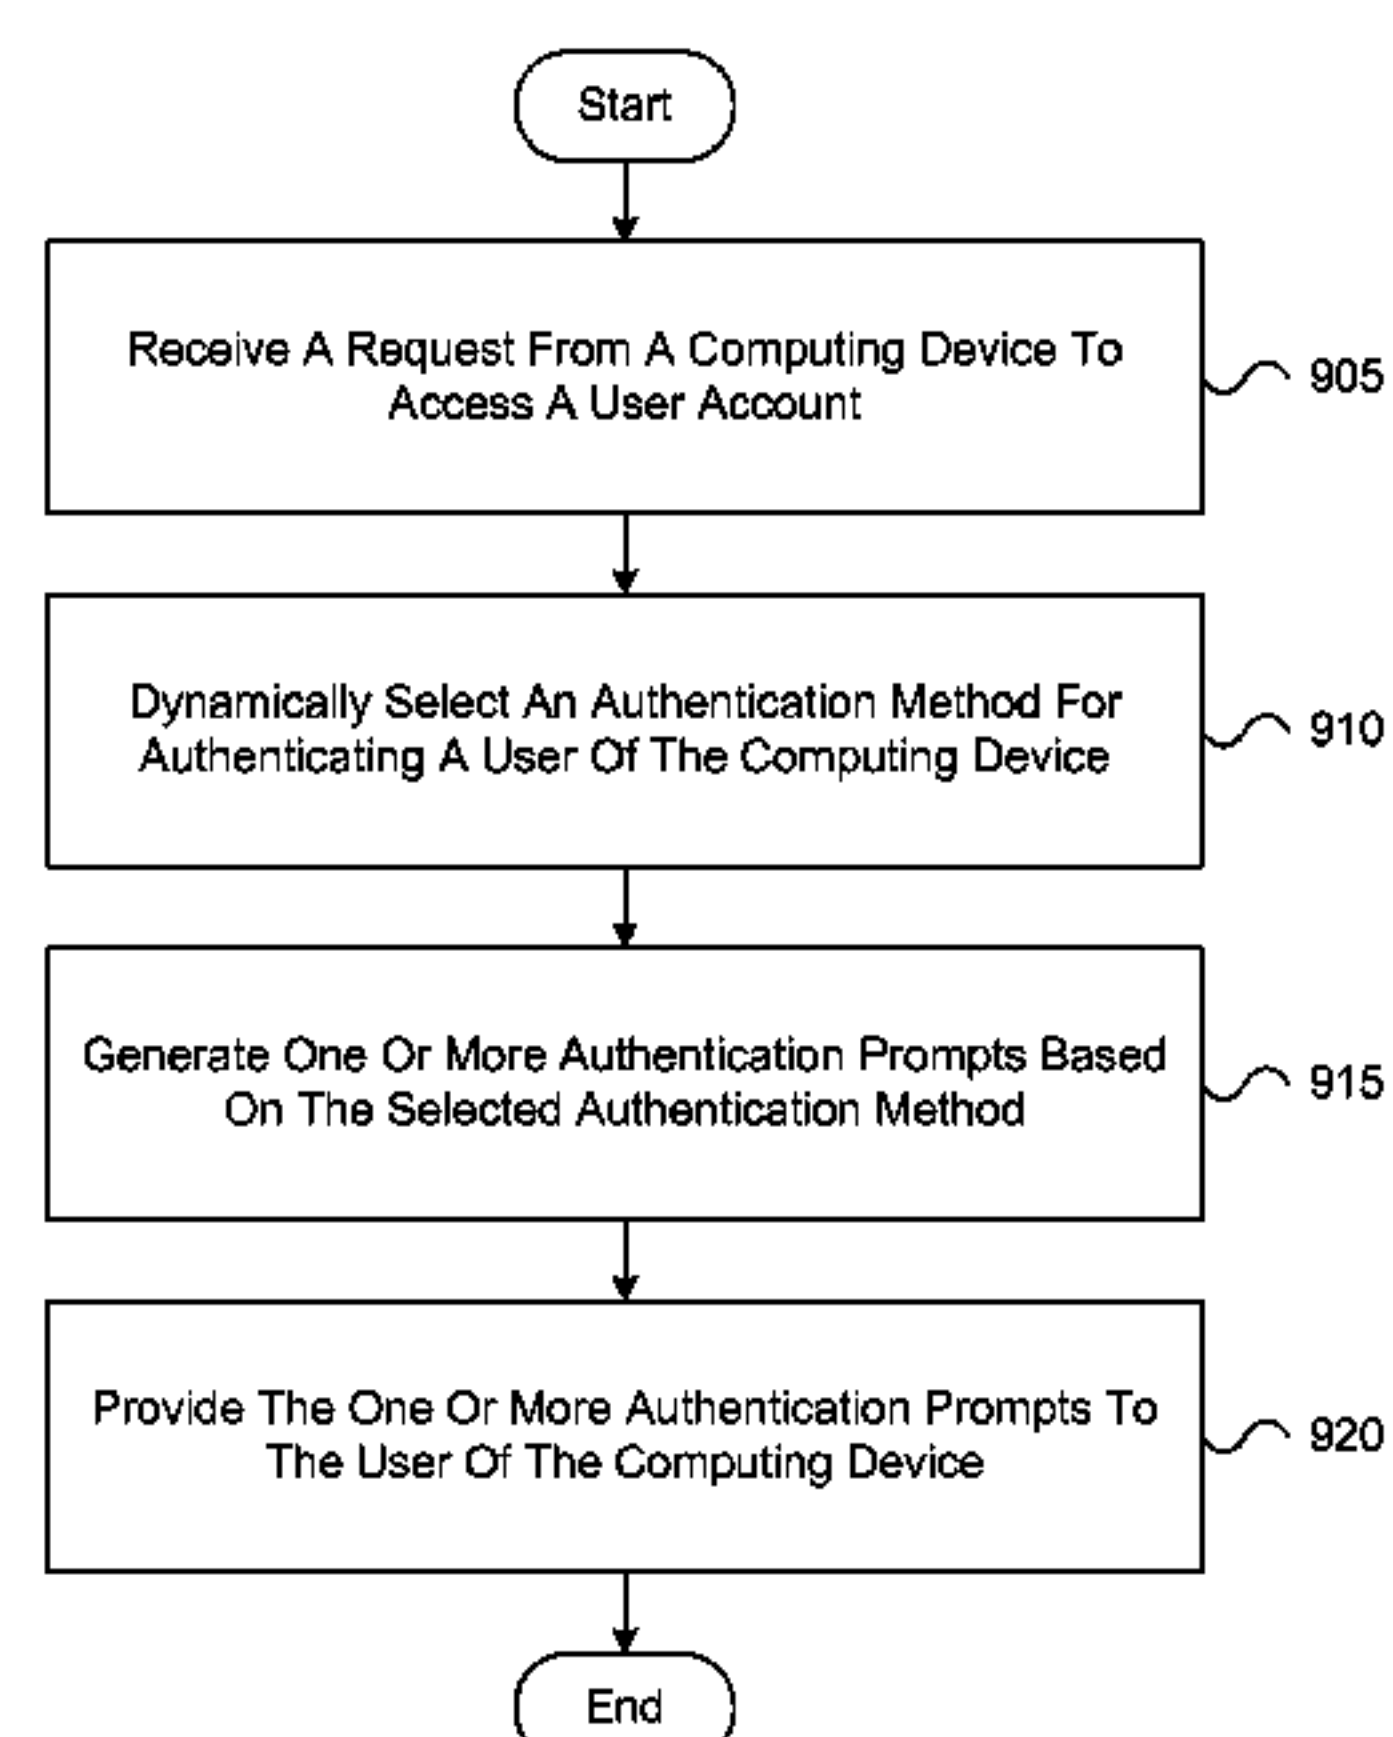 Start
Receive A Request From A Computing Device To
Access A User Account
905
Dynamically Select An Authentication Method For
Authenticating A User Of The Computing Device
910
Generate One Or More Authentication Prompts Based
On The Selected Authentication Method
915
Provide The One Or More Authentication Prompts To
The User Of The Computing Device
920
End